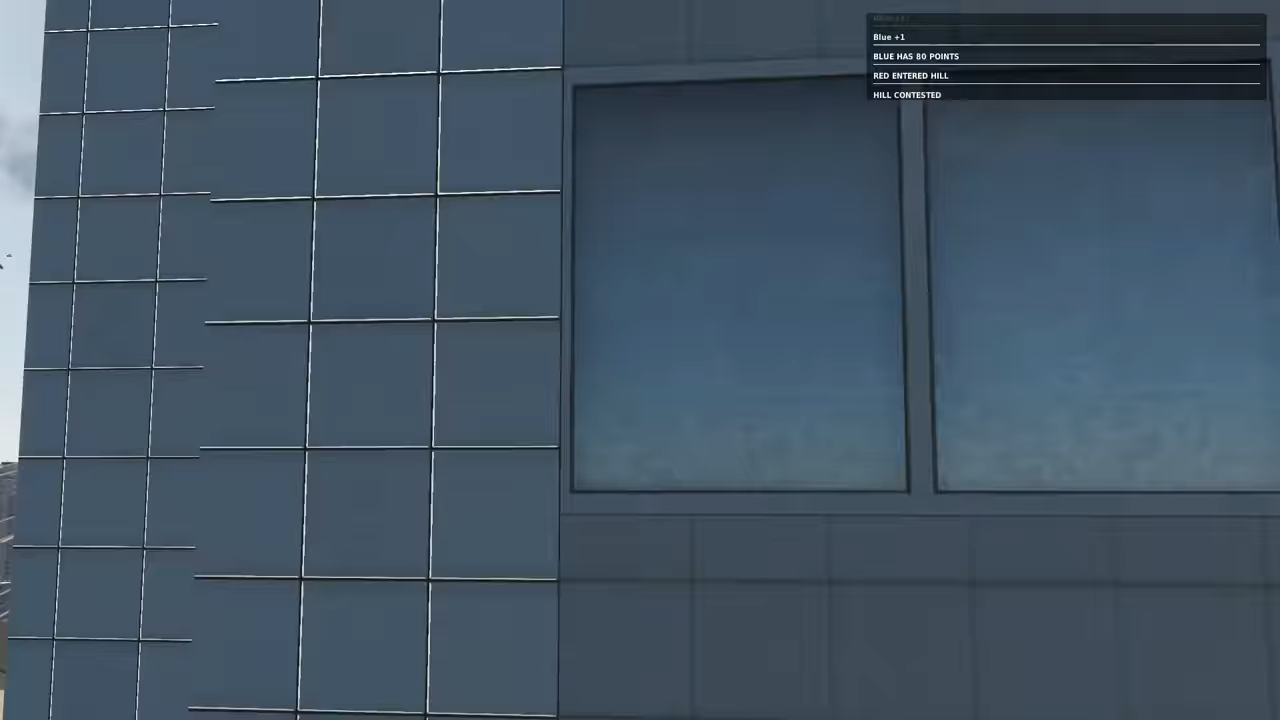 Blue +1
BLUE HAS 80 POINTS
RED ENTERED HILL
HILL CONTESTED